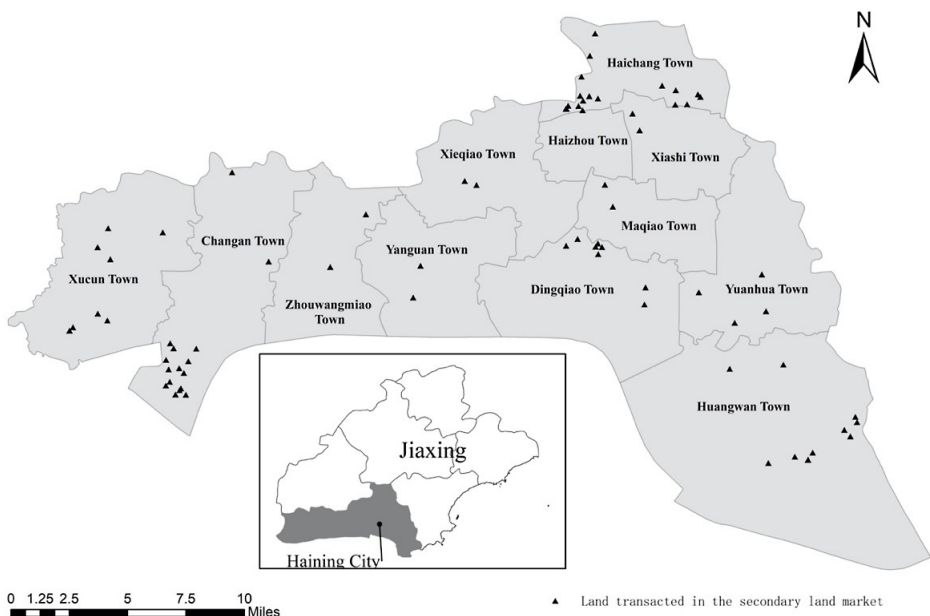 N
Haichang Town
Haizhou Town
Xieqiao Town
Xiashi Town
Maqiao Town
Changan Town
Yanguan Town
Xucun Town
Dingqiao Town
Yuanhua Town
Zhouwangmiao
Town
Huangwan Town
Jiaxing
Haining City
0 1.25 2.5 5 7.5 10
Miles
Land transacted in the secondary land market